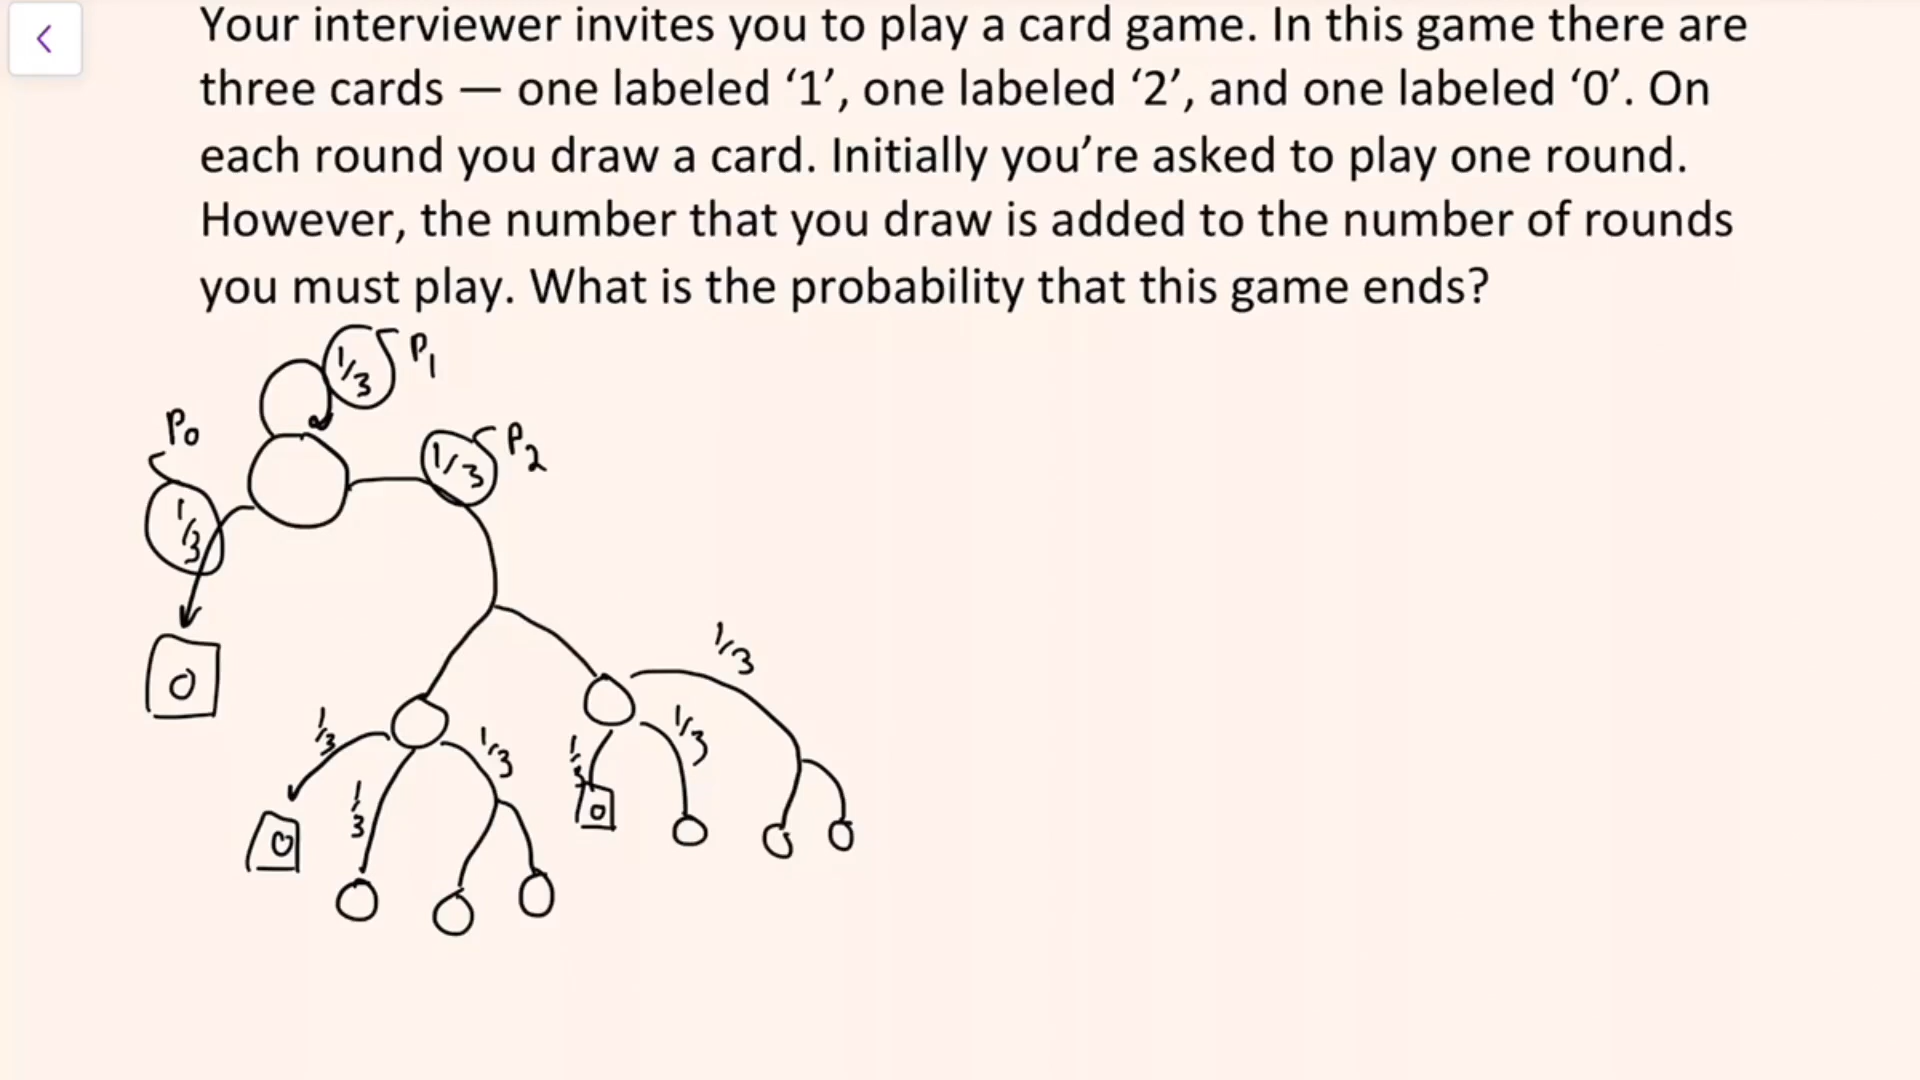 Your interviewer invites you to play a card game. In this game there are
three cards — one labeled ‘1’, one labeled ‘2’, and one labeled ‘0’. On
each round you draw a card. Initially you’re asked to play one round.
However, the number that you draw is added to the number of rounds
you must play. What is the probability that this game ends?
1/3 P1
P0
1/3 P2
1/3
0
1/3
1/3
1/3
1/3
1/3
1/3
0
0